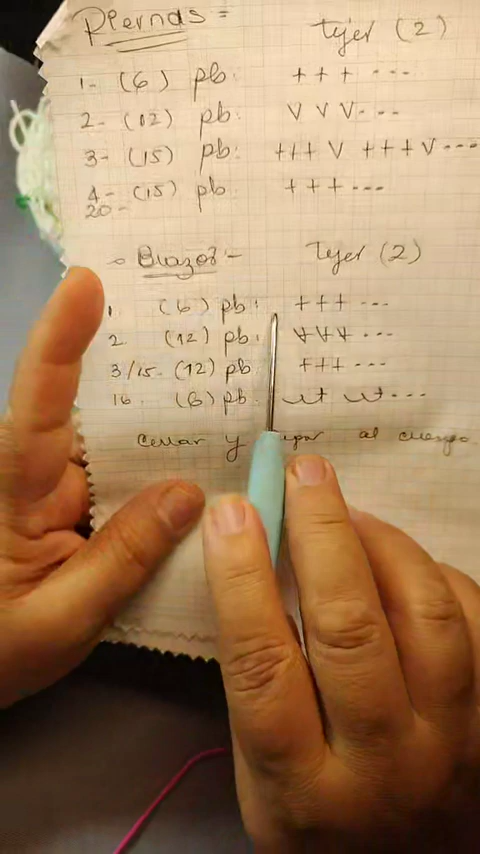 Piernas = Tejer (2)
1- (6) pb: + + + ---
2- (12) pb: V V V- --
3- (15) pb: +++ V +++ V ---
4- (15) pb: + + + ---
20-
Brazos:- Tejer (2)
1 (6) pb: +++ ---
2 (12) pb: ---
3/15- (12) pb: +++ ---
16 (6) pb:
Cerrar y al cuerpo.